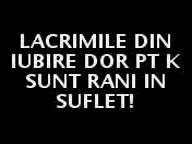 LACRIMILE DIN
IUBIRE DOR PT K
SUNT RANI IN
SUFLET!